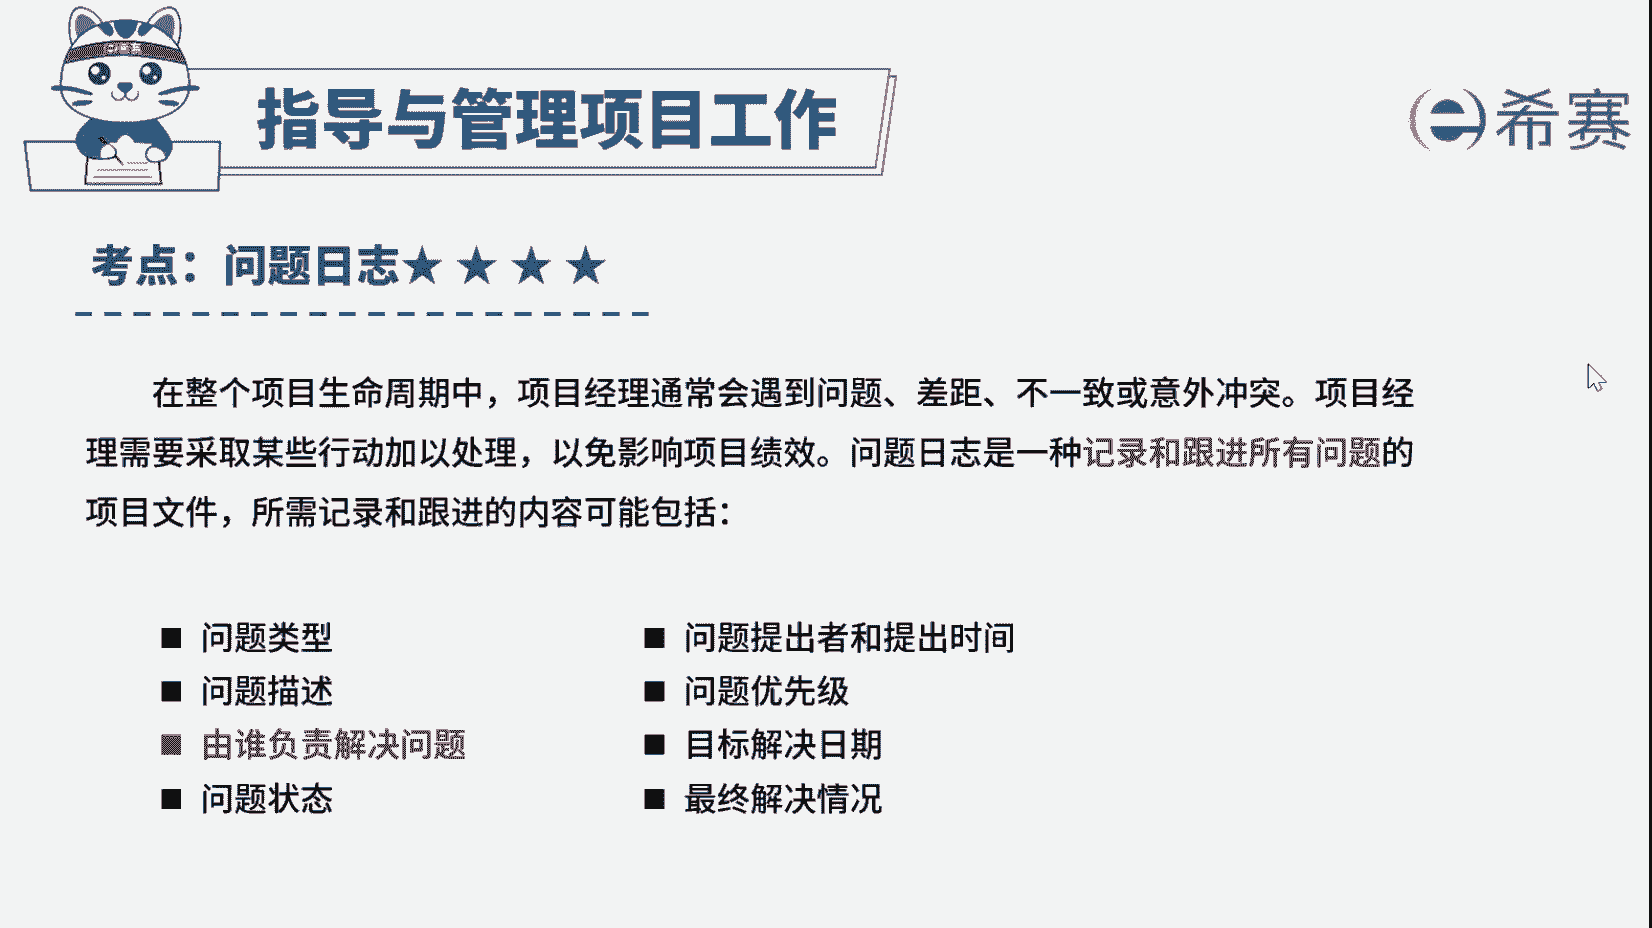 指导与管理项目工作
希赛
考点：问题日志★★★★
在整个项目生命周期中，项目经理通常会遇到问题、差距、不一致或意外冲突。项目经
理需要采取某些行动加以处理，以免影响项目绩效。问题日志是一种记录和跟进所有问题的
项目文件，所需记录和跟进的内容可能包括：
■ 问题类型
■ 问题提出者和提出时间
■ 问题描述
■ 问题优先级
■ 由谁负责解决问题
■ 目标解决日期
■ 问题状态
■ 最终解决情况